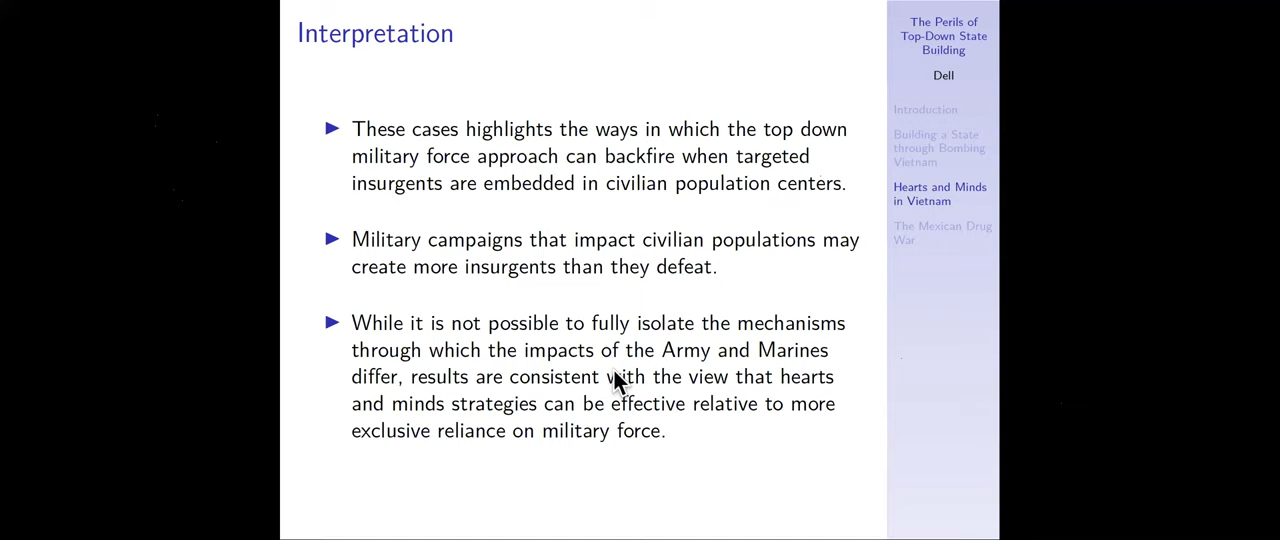 Interpretation
These cases highlights the ways in which the top down
military force approach can backfire when targeted
insurgents are embedded in civilian population centers.
Military campaigns that impact civilian populations may
create more insurgents than they defeat.
While it is not possible to fully isolate the mechanisms
through which the impacts of the Army and Marines
differ, results are consistent with the view that hearts
and minds strategies can be effective relative to more
exclusive reliance on military force.
The Perils of
Top-Down State
Building
Dell
Introduction
Building a State
through Bombing
Vietnam
Hearts and Minds
in Vietnam
The Mexican Drug
War